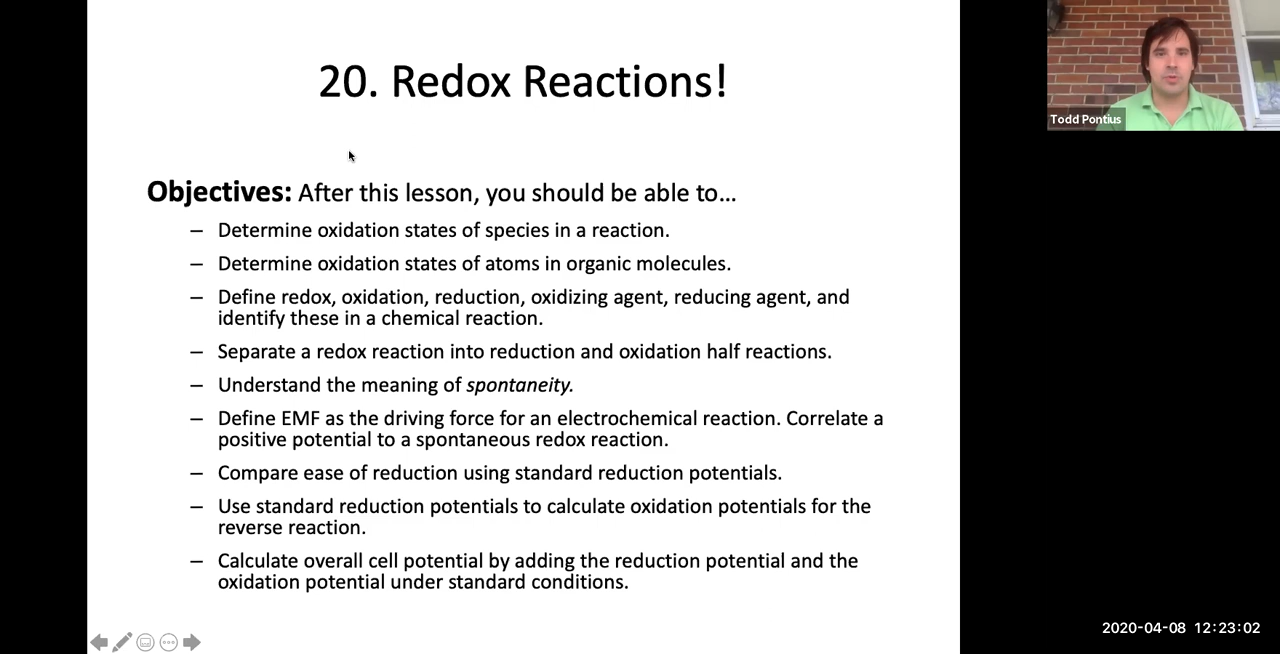 20. Redox Reactions!
Todd Pontius
Objectives: After this lesson, you should be able to…
– Determine oxidation states of species in a reaction.
– Determine oxidation states of atoms in organic molecules.
– Define redox, oxidation, reduction, oxidizing agent, reducing agent, and
identify these in a chemical reaction.
– Separate a redox reaction into reduction and oxidation half reactions.
– Understand the meaning of spontaneity.
– Define EMF as the driving force for an electrochemical reaction. Correlate a
positive potential to a spontaneous redox reaction.
– Compare ease of reduction using standard reduction potentials.
– Use standard reduction potentials to calculate oxidation potentials for the
reverse reaction.
– Calculate overall cell potential by adding the reduction potential and the
oxidation potential under standard conditions.
2020-04-08 12:23:02